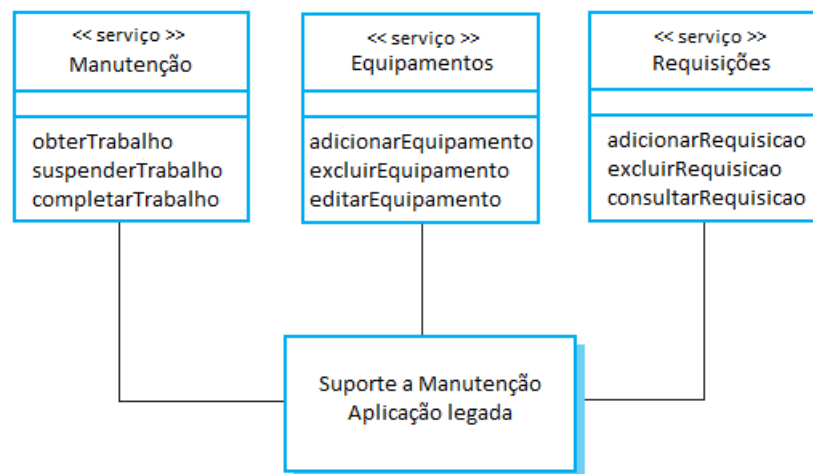 << serviço >>
Manutenção
obterTrabalho
suspenderTrabalho
completarTrabalho
<< serviço >>
Equipamentos
adicionarEquipamento
excluirEquipamento
editarEquipamento
<< serviço >>
Requisições
adicionarRequisicao
excluirRequisicao
consultarRequisicao
Suporte a Manutenção
Aplicação legada